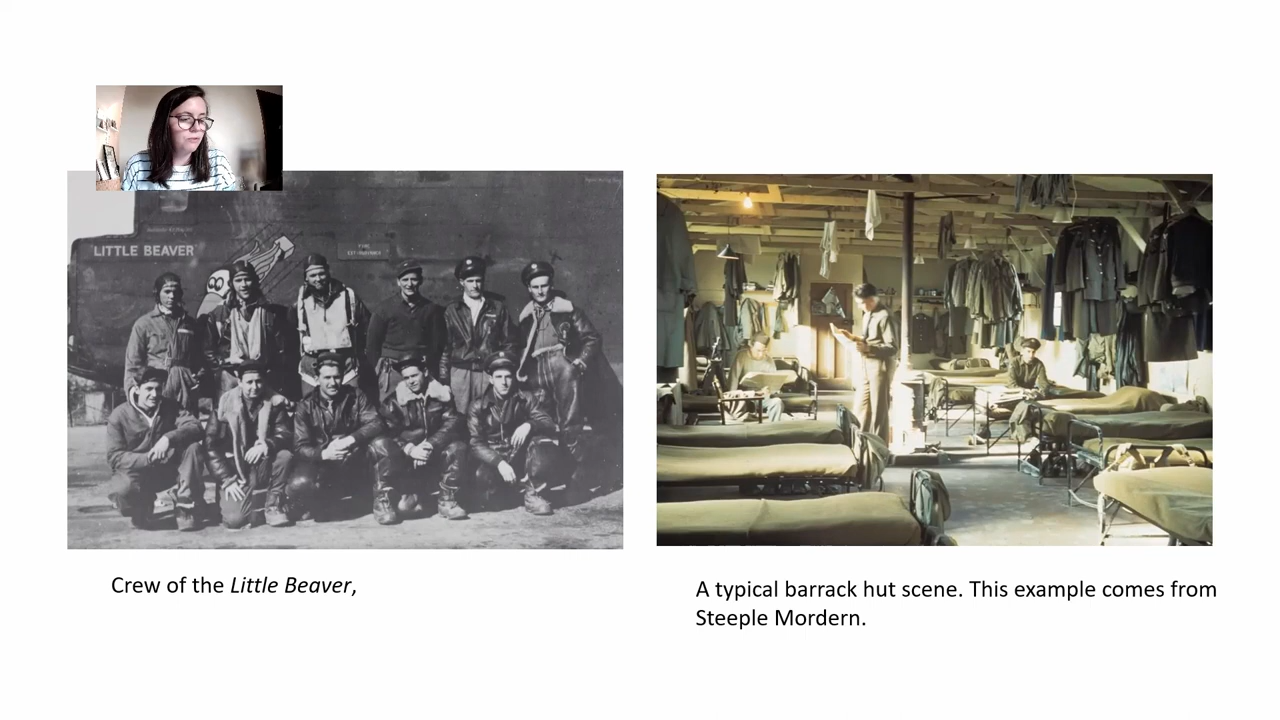 LITTLE BEAVER
Crew of the Little Beaver,
A typical barrack hut scene. This example comes from
Steeple Mordern.